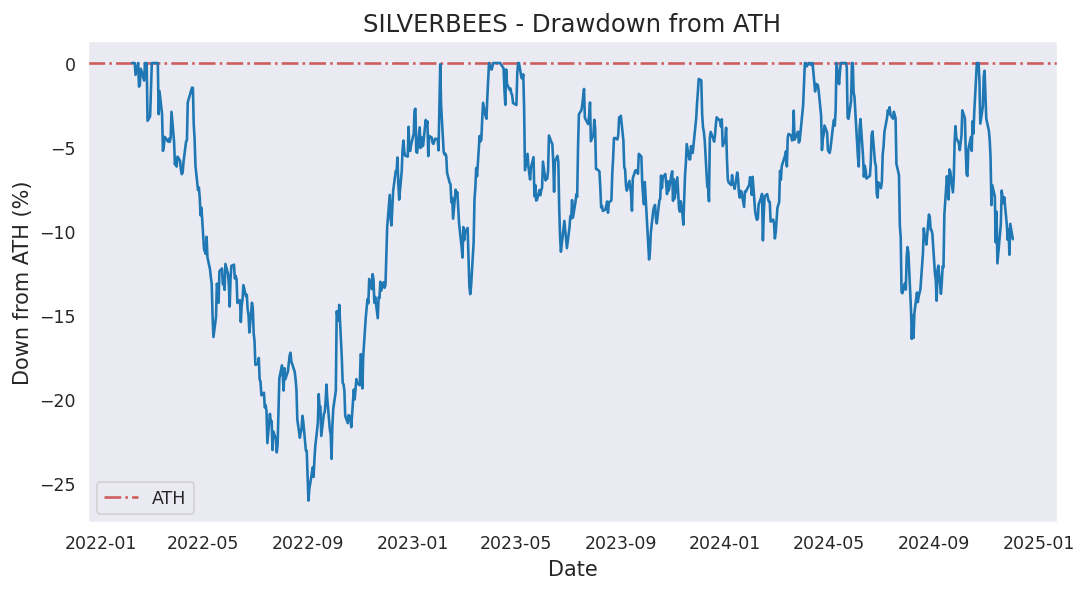 SILVERBEES - Drawdown from ATH
Down from ATH (%)
0
−5
−10
−15
−20
−25
ATH
2022-01 2022-05 2022-09 2023-01 2023-05 2023-09 2024-01 2024-05 2024-09 2025-01
Date